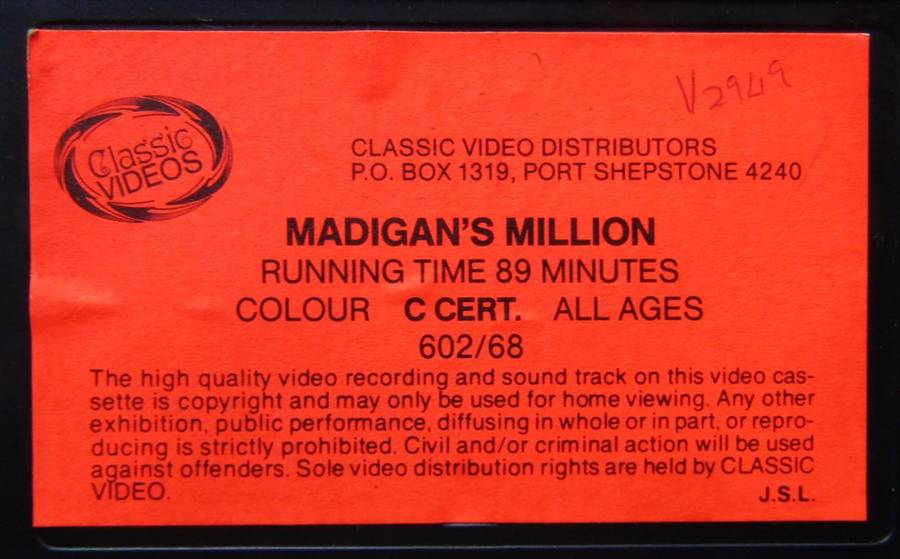 V2949
Classic
VIDEOS
CLASSIC VIDEO DISTRIBUTORS
P.O. BOX 1319, PORT SHEPSTONE 4240
MADIGAN'S MILLION
RUNNING TIME 89 MINUTES
COLOUR C CERT. ALL AGES
602/68
The high quality video recording and sound track on this video cas-
sette is copyright and may only be used for home viewing. Any other
exhibition, public performance, diffusing in whole or in part, or repro-
ducing is strictly prohibited. Civil and/or criminal action will be used
against offenders. Sole video distribution rights are held by CLASSIC
VIDEO.
J.S.L.